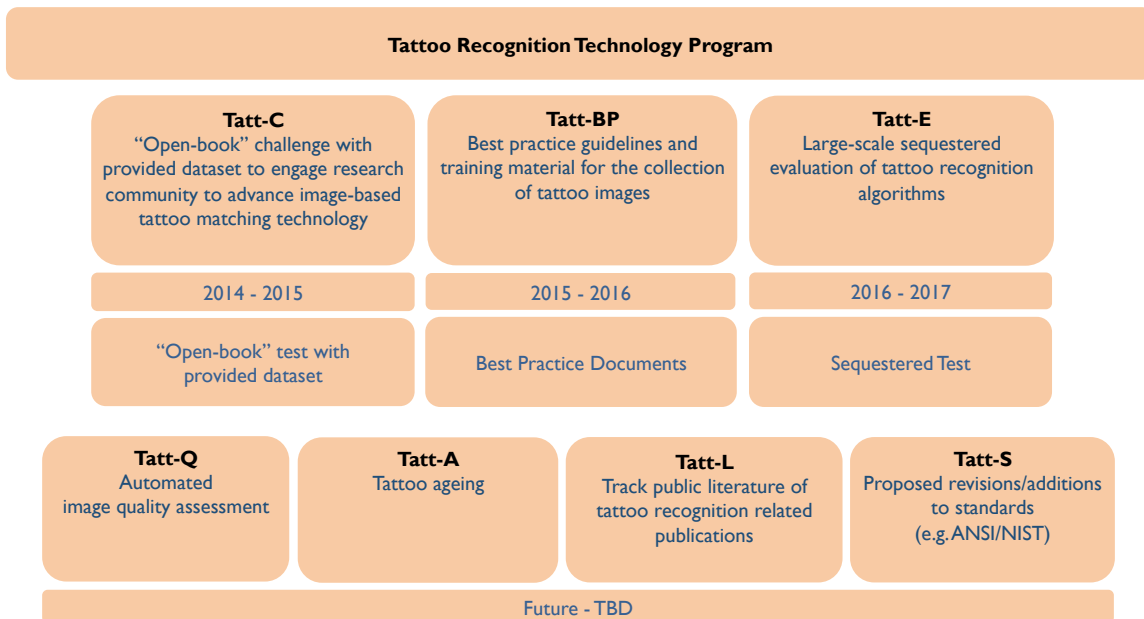 Tattoo Recognition Technology Program
Tatt-C
“Open-book” challenge with
provided dataset to engage research
community to advance image-based
tattoo matching technology
Tatt-BP
Best practice guidelines and
training material for the collection
of tattoo images
Tatt-E
Large-scale sequestered
evaluation of tattoo recognition
algorithms
2014 - 2015
2015 - 2016
2016 - 2017
“Open-book” test with
provided dataset
Best Practice Documents
Sequestered Test
Tatt-Q
Automated
image quality assessment
Tatt-A
Tattoo ageing
Tatt-L
Track public literature of
tattoo recognition related
publications
Tatt-S
Proposed revisions/additions
to standards
(e.g. ANSI/NIST)
Future - TBD